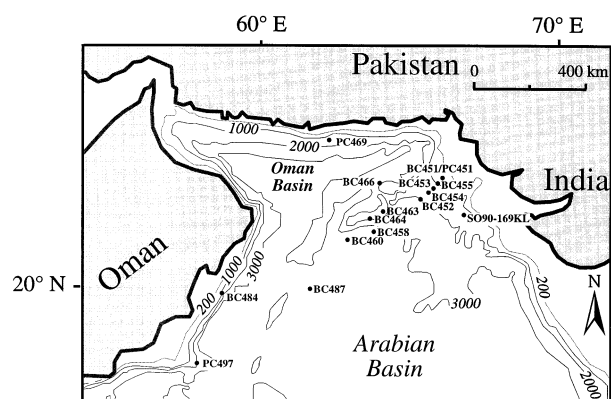 60° E
70° E
Pakistan
0
400 km
1000
2000
PC469
Oman
Basin
BC451/PC451
BC466
BC453
BC455
BC454
BC452
India
BC463
BC464
SO90-169KL
BC458
BC460
Oman
20° N
1000
3000
200
BC484
BC487
3000
200
N
Arabian
Basin
PC497
2000